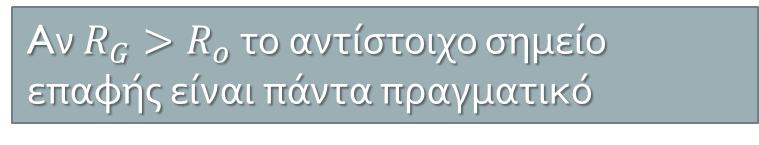 Αν $R_G > R_o$ το αντίστοιχο σημείο
επαφής είναι πάντα πραγματικό